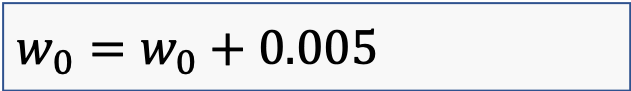 w₀ = w₀ + 0.005